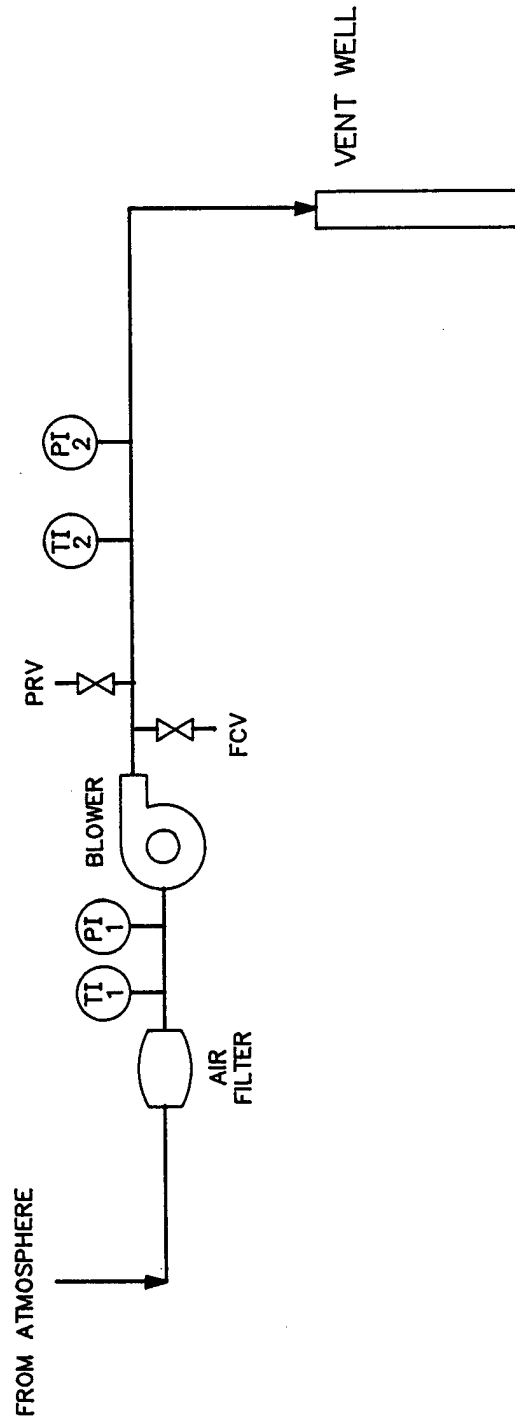 FROM ATMOSPHERE
AIR
FILTER
TI
1
PI
1
BLOWER
FCV
PRV
TI
2
PI
2
VENT WELL